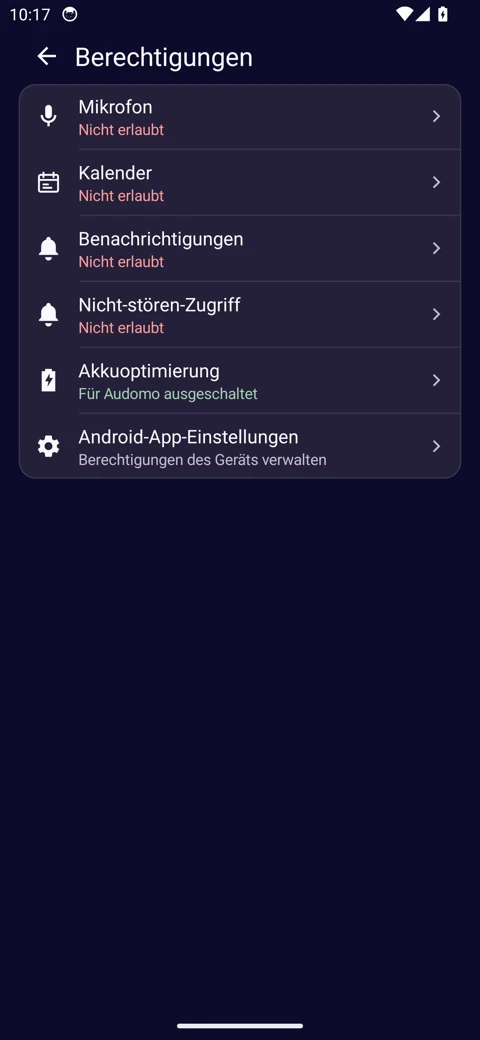 10:17
Berechtigungen
Mikrofon
Nicht erlaubt
Kalender
Nicht erlaubt
Benachrichtigungen
Nicht erlaubt
Nicht-stören-Zugriff
Nicht erlaubt
Akkuoptimierung
Für Audomo ausgeschaltet
Android-App-Einstellungen
Berechtigungen des Geräts verwalten